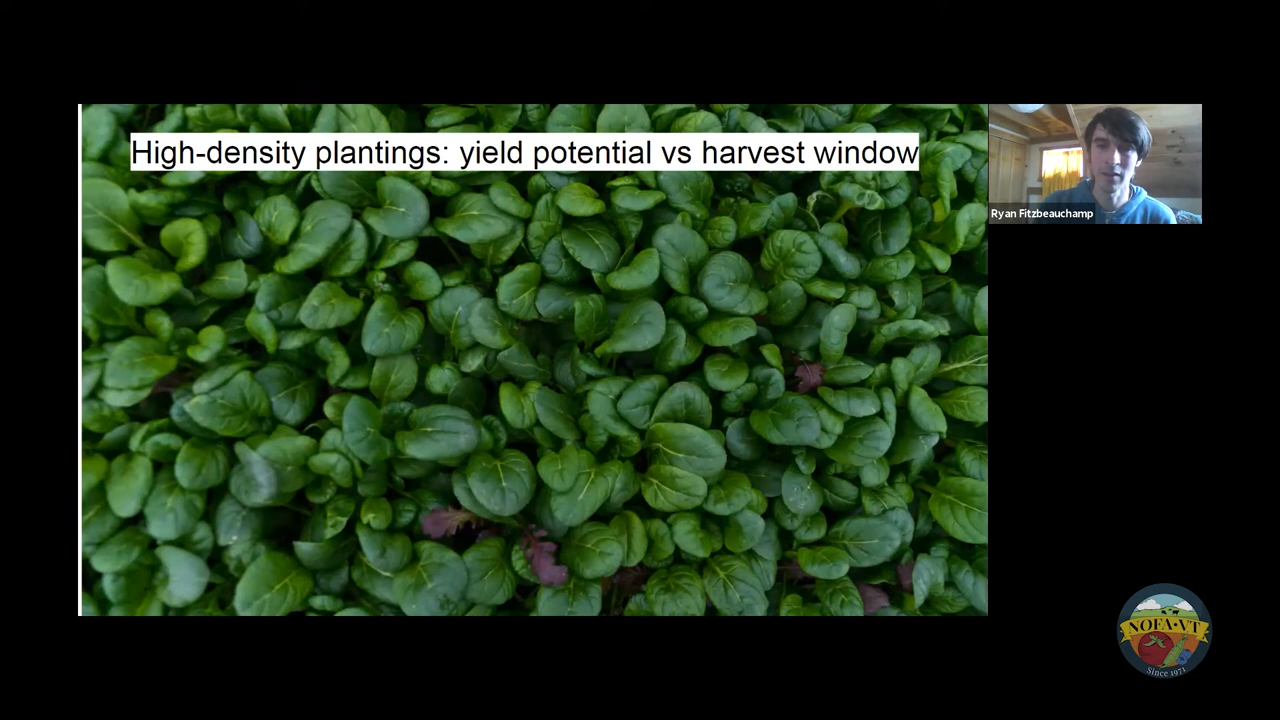 High-density plantings: yield potential vs harvest window
Ryan Fitzbeauchamp
NOFA•VT
Since 1971